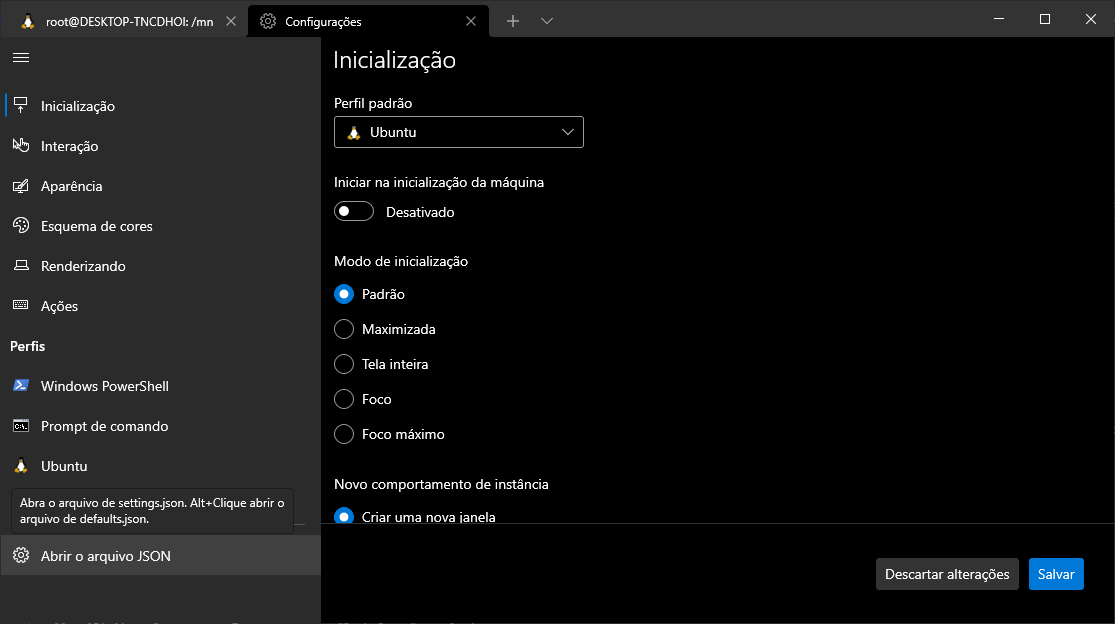 root@DESKTOP-TNCDHOI: /mn
Configurações
Inicialização
Interação
Aparência
Esquema de cores
Renderizando
Ações
Perfis
Windows PowerShell
Prompt de comando
Ubuntu
Abra o arquivo de settings.json. Alt+Clique abrir o
arquivo de defaults.json.
Abrir o arquivo JSON
Inicialização
Perfil padrão
Ubuntu
Iniciar na inicialização da máquina
Desativado
Modo de inicialização
Padrão
Maximizada
Tela inteira
Foco
Foco máximo
Novo comportamento de instância
Criar uma nova janela
Descartar alterações
Salvar